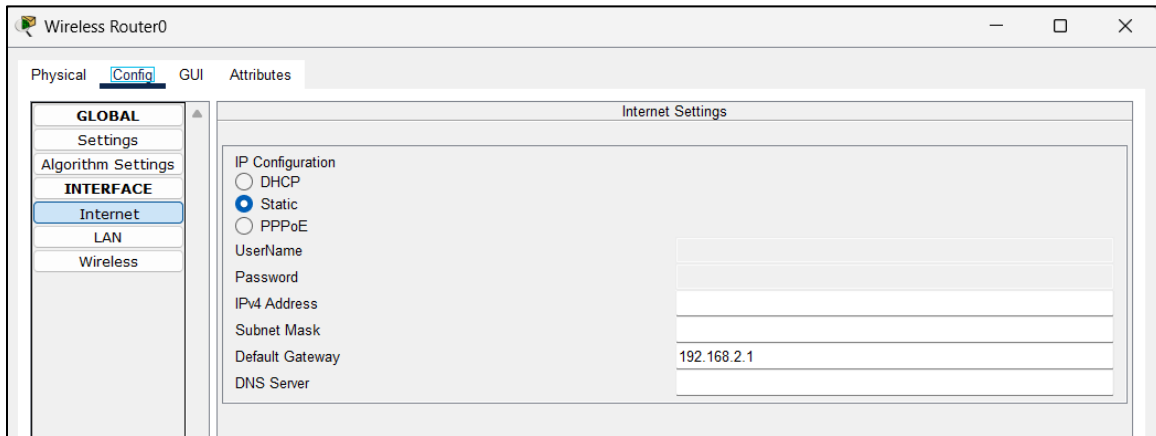 Wireless Router0
Physical Config GUI Attributes
GLOBAL
Settings
Algorithm Settings
INTERFACE
Internet
LAN
Wireless
Internet Settings
IP Configuration
DHCP
Static
PPPoE
UserName
Password
IPv4 Address
Subnet Mask
Default Gateway 192.168.2.1
DNS Server